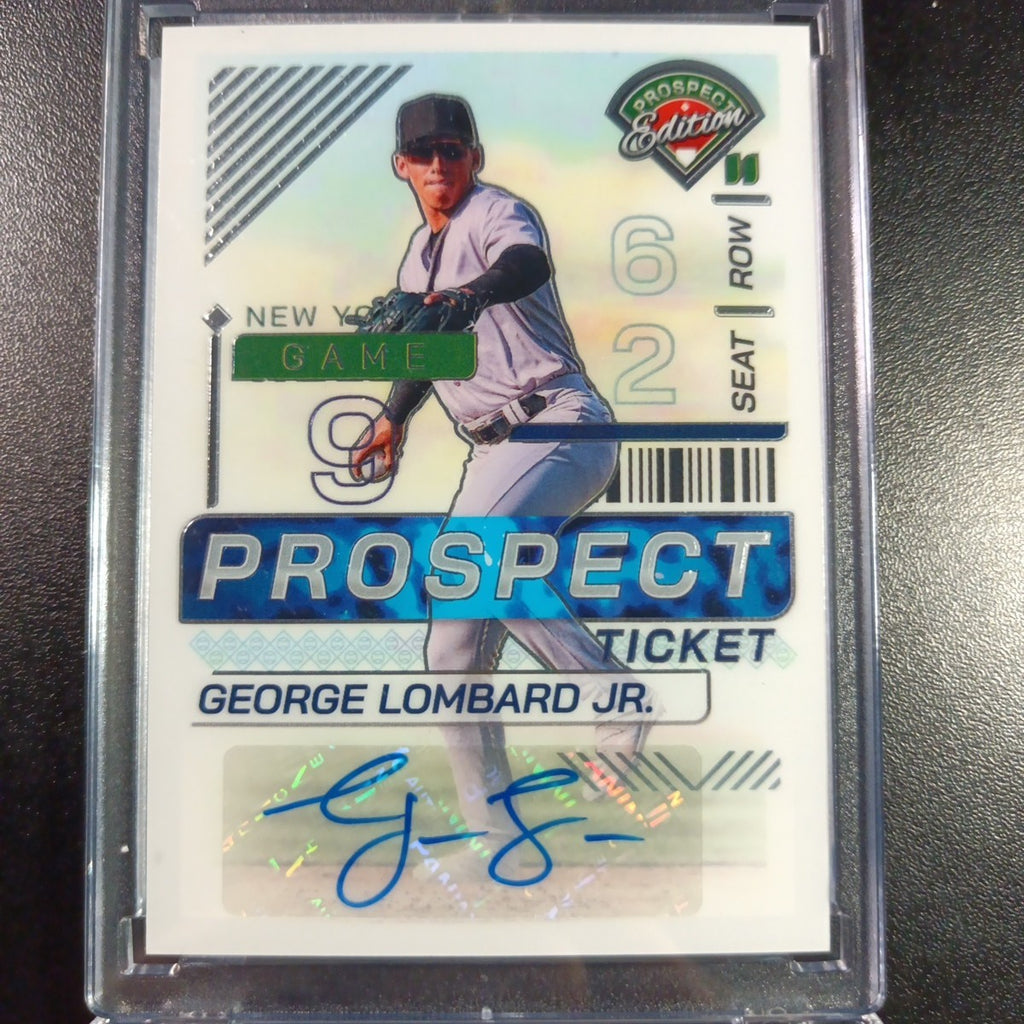 PROSPECT
Edition
ROW
6
SEAT
2
NEW YO
GAME
9
PROSPECT
TICKET
GEORGE LOMBARD JR.